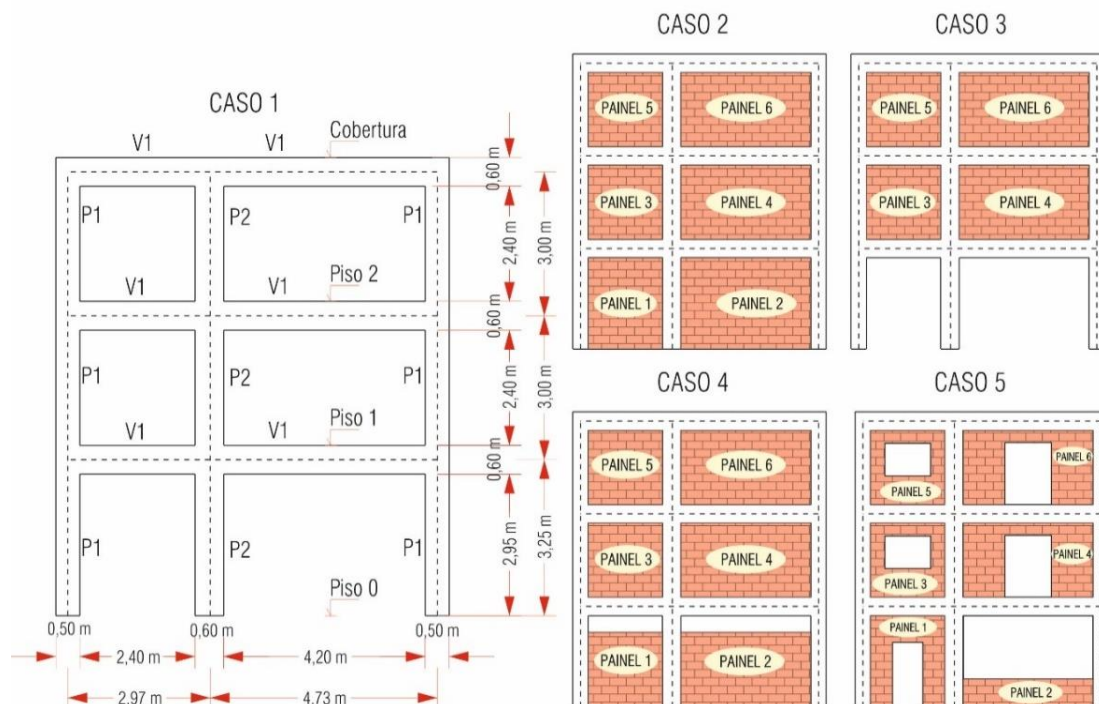 CASO 1
V1 V1 Cobertura
P1 P2 P1
V1 V1 Piso 2
P1 P2 P1
V1 V1 Piso 1
P1 P2 P1
Piso 0
0,60 m
2,40 m
0,60 m
2,40 m
0,60 m
2,95 m
3,00 m
3,00 m
3,25 m
0,50 m 0,60 m 0,50 m
2,40 m 4,20 m
2,97 m 4,73 m
CASO 2
PAINEL 5 PAINEL 6
PAINEL 3 PAINEL 4
PAINEL 1 PAINEL 2
CASO 3
PAINEL 5 PAINEL 6
PAINEL 3 PAINEL 4
CASO 4
PAINEL 5 PAINEL 6
PAINEL 3 PAINEL 4
PAINEL 1 PAINEL 2
CASO 5
PAINEL 6
PAINEL 5
PAINEL 4
PAINEL 3
PAINEL 1
PAINEL 2